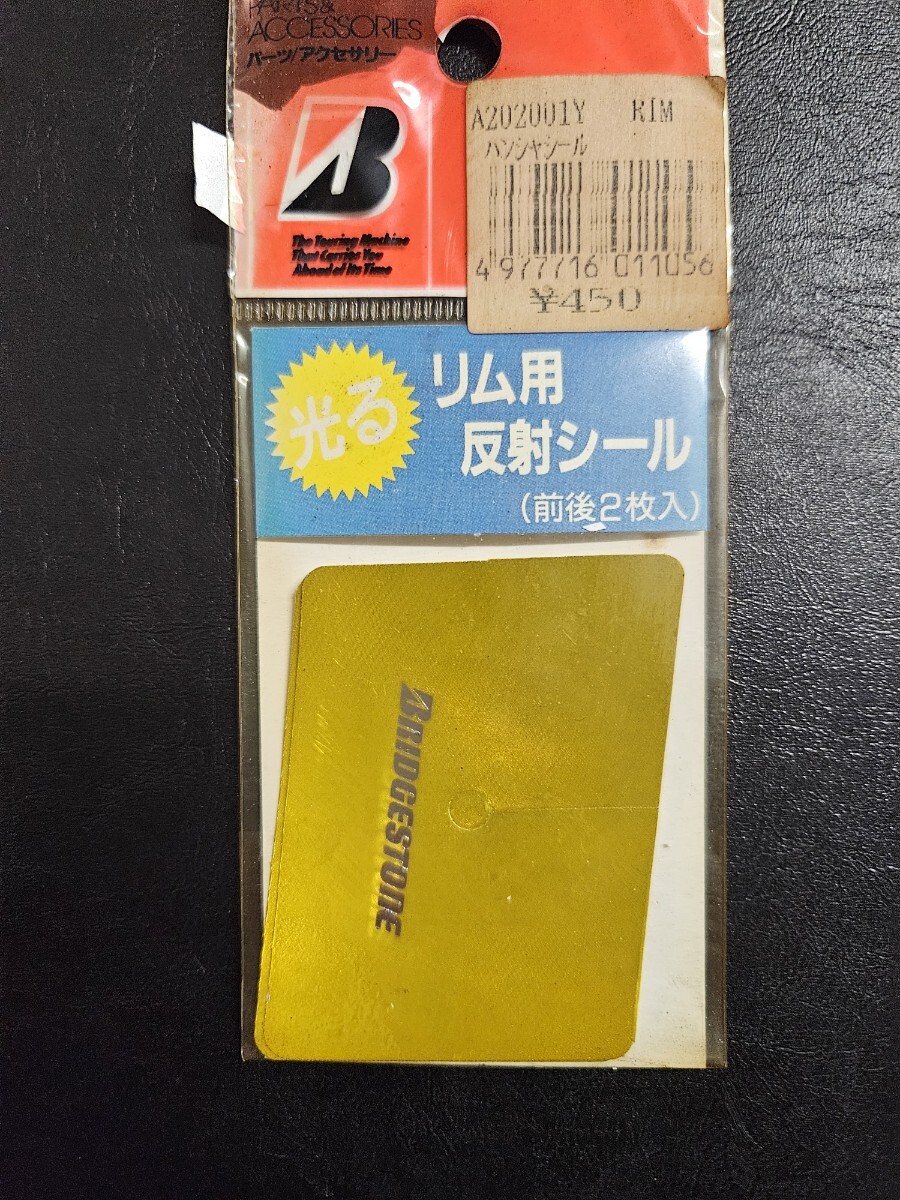 PARTS &
ACCESSORIES
パーツ/アクセサリー
B
The Touring Machine
That Carries You
Ahead of Its Time
A202001Y RIM
ハンシャシール
4 977716 011056
¥450
光る
リム用
反射シール
(前後2枚入)
BRIDGESTONE